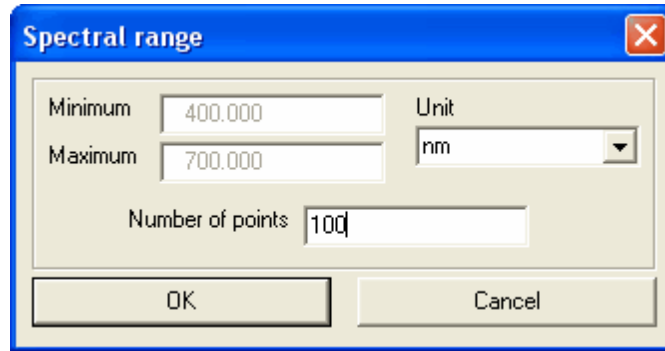 Spectral range
Minimum 400.000
Unit
Maximum 700.000
nm
Number of points 100
OK Cancel